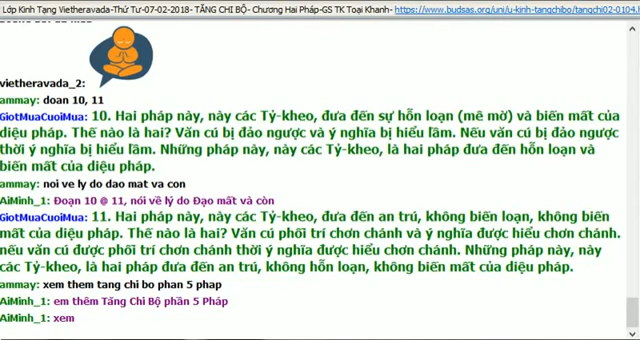 Lớp Kinh Tạng Vietheravada-Thứ Tư-07-02-2018- TĂNG CHI BỘ- Chương Hai Pháp-GS TK Toại Khanh- https://www.budsas.org/uni/u-kinh-tangchibo/tangchi02-0104.h
vietheravada_2:
ammay: doan 10, 11
GiotMuaCuoiMua: 10. Hai pháp này, này các Tỷ-kheo, đưa đến sự hỗn loạn (mê mờ) và biến mất của
diệu pháp. Thế nào là hai? Văn cú bị đảo ngược và ý nghĩa bị hiểu lầm. Nếu văn cú bị đảo ngược
thời ý nghĩa bị hiểu lầm. Những pháp này, này các Tỷ-kheo, là hai pháp đưa đến hỗn loạn và
biến mất của diệu pháp.
ammay: noi ve ly do dao mat va con
AiMinh_1: Đoạn 10 @ 11, nói về lý do Đạo mất và còn
GiotMuaCuoiMua: 11. Hai pháp này, này các Tỷ-kheo, đưa đến an trú, không biến loạn, không biến
mất của diệu pháp. Thế nào là hai? Văn cú phối trí chơn chánh và ý nghĩa được hiểu chơn chánh.
nếu văn cú được phối trí chơn chánh thời ý nghĩa được hiểu chơn chánh. Những pháp này, này
các Tỷ-kheo, là hai pháp đưa đến an trú, không hỗn loạn, không biến mất của diệu pháp.
ammay: xem them tang chi bo phan 5 phap
AiMinh_1: em thêm Tăng Chi Bộ phần 5 Pháp
AiMinh_1: xem